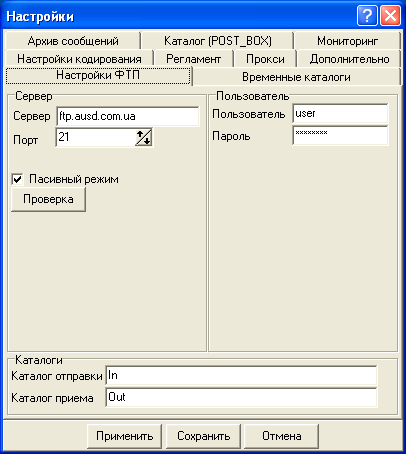 Настройки
Архив сообщений Каталог (POST_BOX) Мониторинг
Настройки кодирования Регламент Прокси Дополнительно
Настройки ФТП Временные каталоги
Сервер Пользователь
Сервер ftp.ausd.com.ua Пользователь user
Порт 21 Пароль ××××××××
Пасивный режим
Проверка
Каталоги
Каталог отправки In
Каталог приема Out
Применить Сохранить Отмена